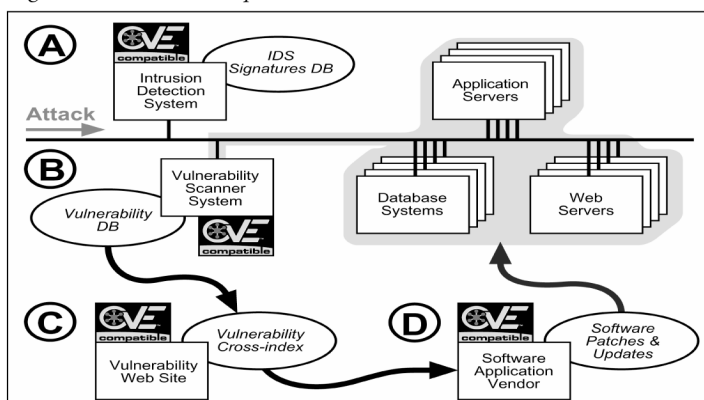 A
CVE
compatible
Intrusion
Detection
System
IDS
Signatures DB
Application
Servers
Attack
B
Vulnerability
Scanner
System
CVE
compatible
Vulnerability
DB
Database
Systems
Web
Servers
C
CVE
compatible
Vulnerability
Web Site
Vulnerability
Cross-index
D
CVE
compatible
Software
Application
Vendor
Software
Patches &
Updates